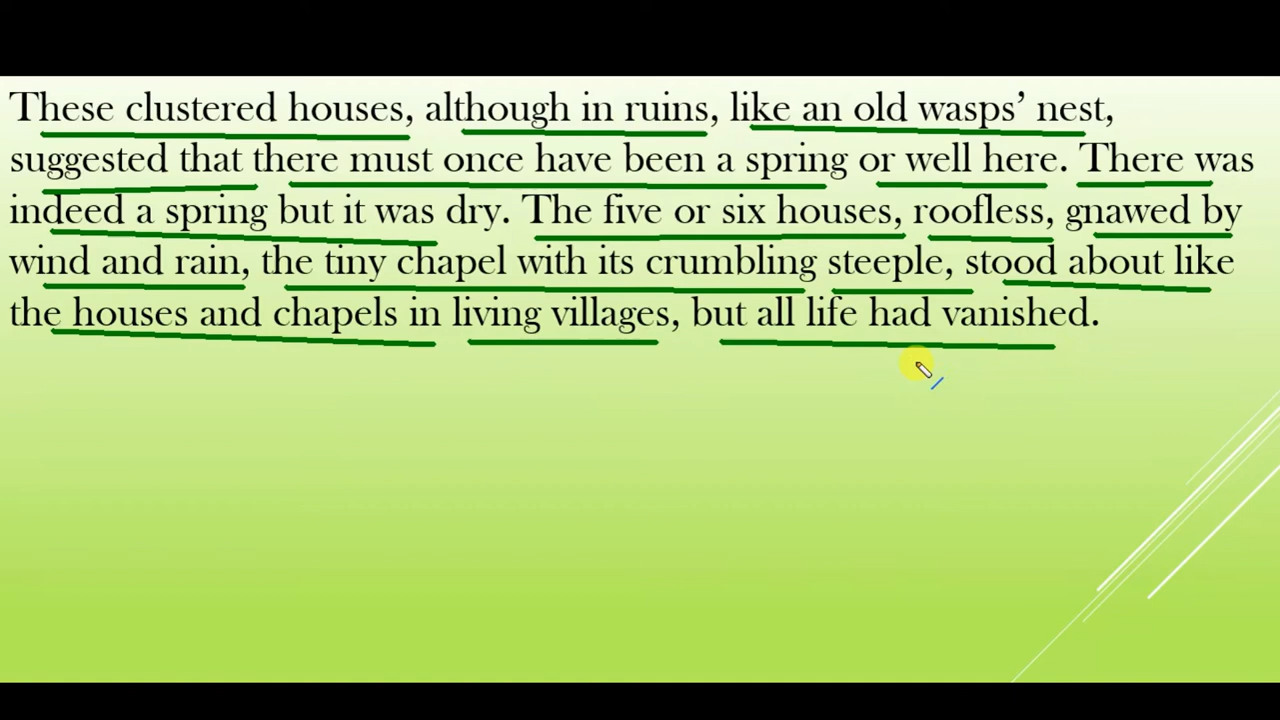 These clustered houses, although in ruins, like an old wasps’ nest,
suggested that there must once have been a spring or well here. There was
indeed a spring but it was dry. The five or six houses, roofless, gnawed by
wind and rain, the tiny chapel with its crumbling steeple, stood about like
the houses and chapels in living villages, but all life had vanished.